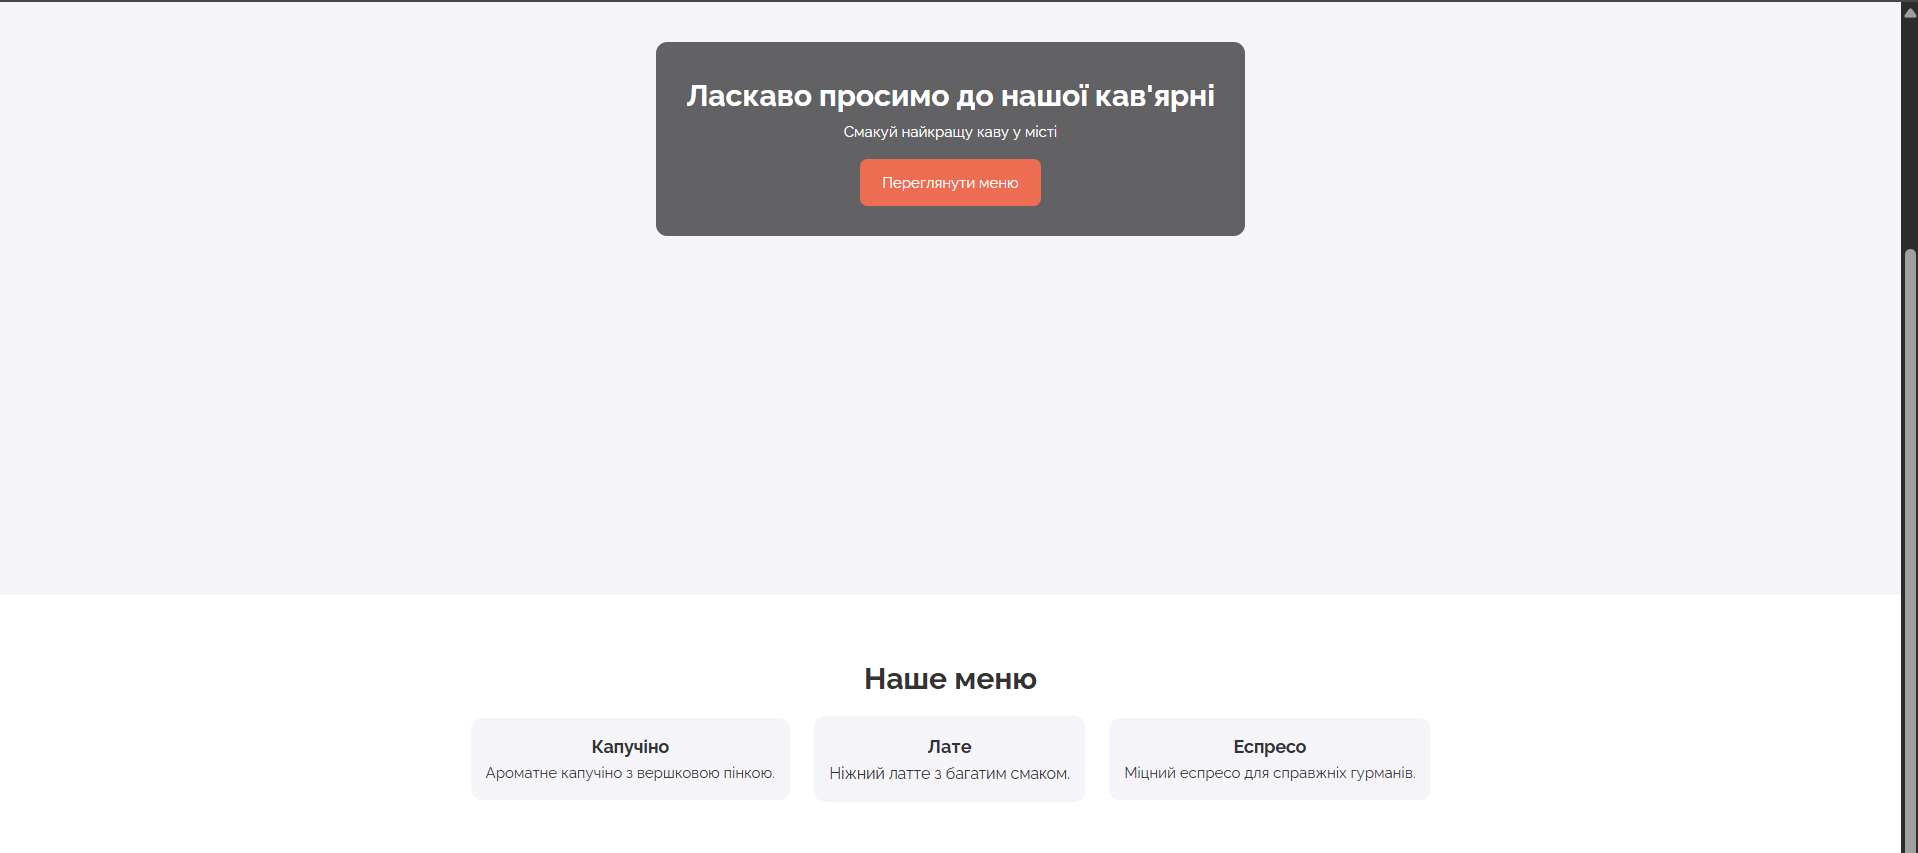 Ласкаво просимо до нашої кав'ярні
Смакуй найкращу каву у місті
Переглянути меню
Наше меню
Капучіно
Ароматне капучіно з вершковою пінкою.
Лате
Ніжний латте з багатим смаком.
Еспресо
Міцний еспресо для справжніх гурманів.